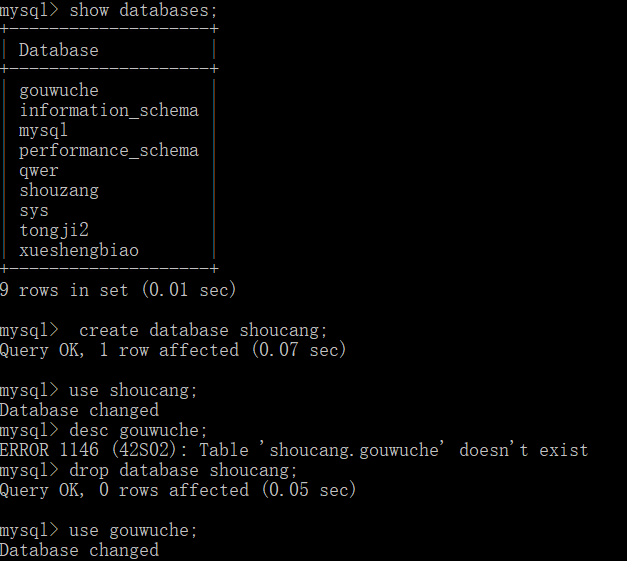 mysql> show databases;
+--------------------+
| Database           |
+--------------------+
| gouwuche           |
| information_schema |
| mysql              |
| performance_schema |
| qwer               |
| shouzang           |
| sys                |
| tongji2            |
| xueshengbiao       |
+--------------------+
9 rows in set (0.01 sec)
mysql>  create database shoucang;
Query OK, 1 row affected (0.07 sec)
mysql> use shoucang;
Database changed
mysql> desc gouwuche;
ERROR 1146 (42S02): Table 'shoucang.gouwuche' doesn't exist
mysql> drop database shoucang;
Query OK, 0 rows affected (0.05 sec)
mysql> use gouwuche;
Database changed